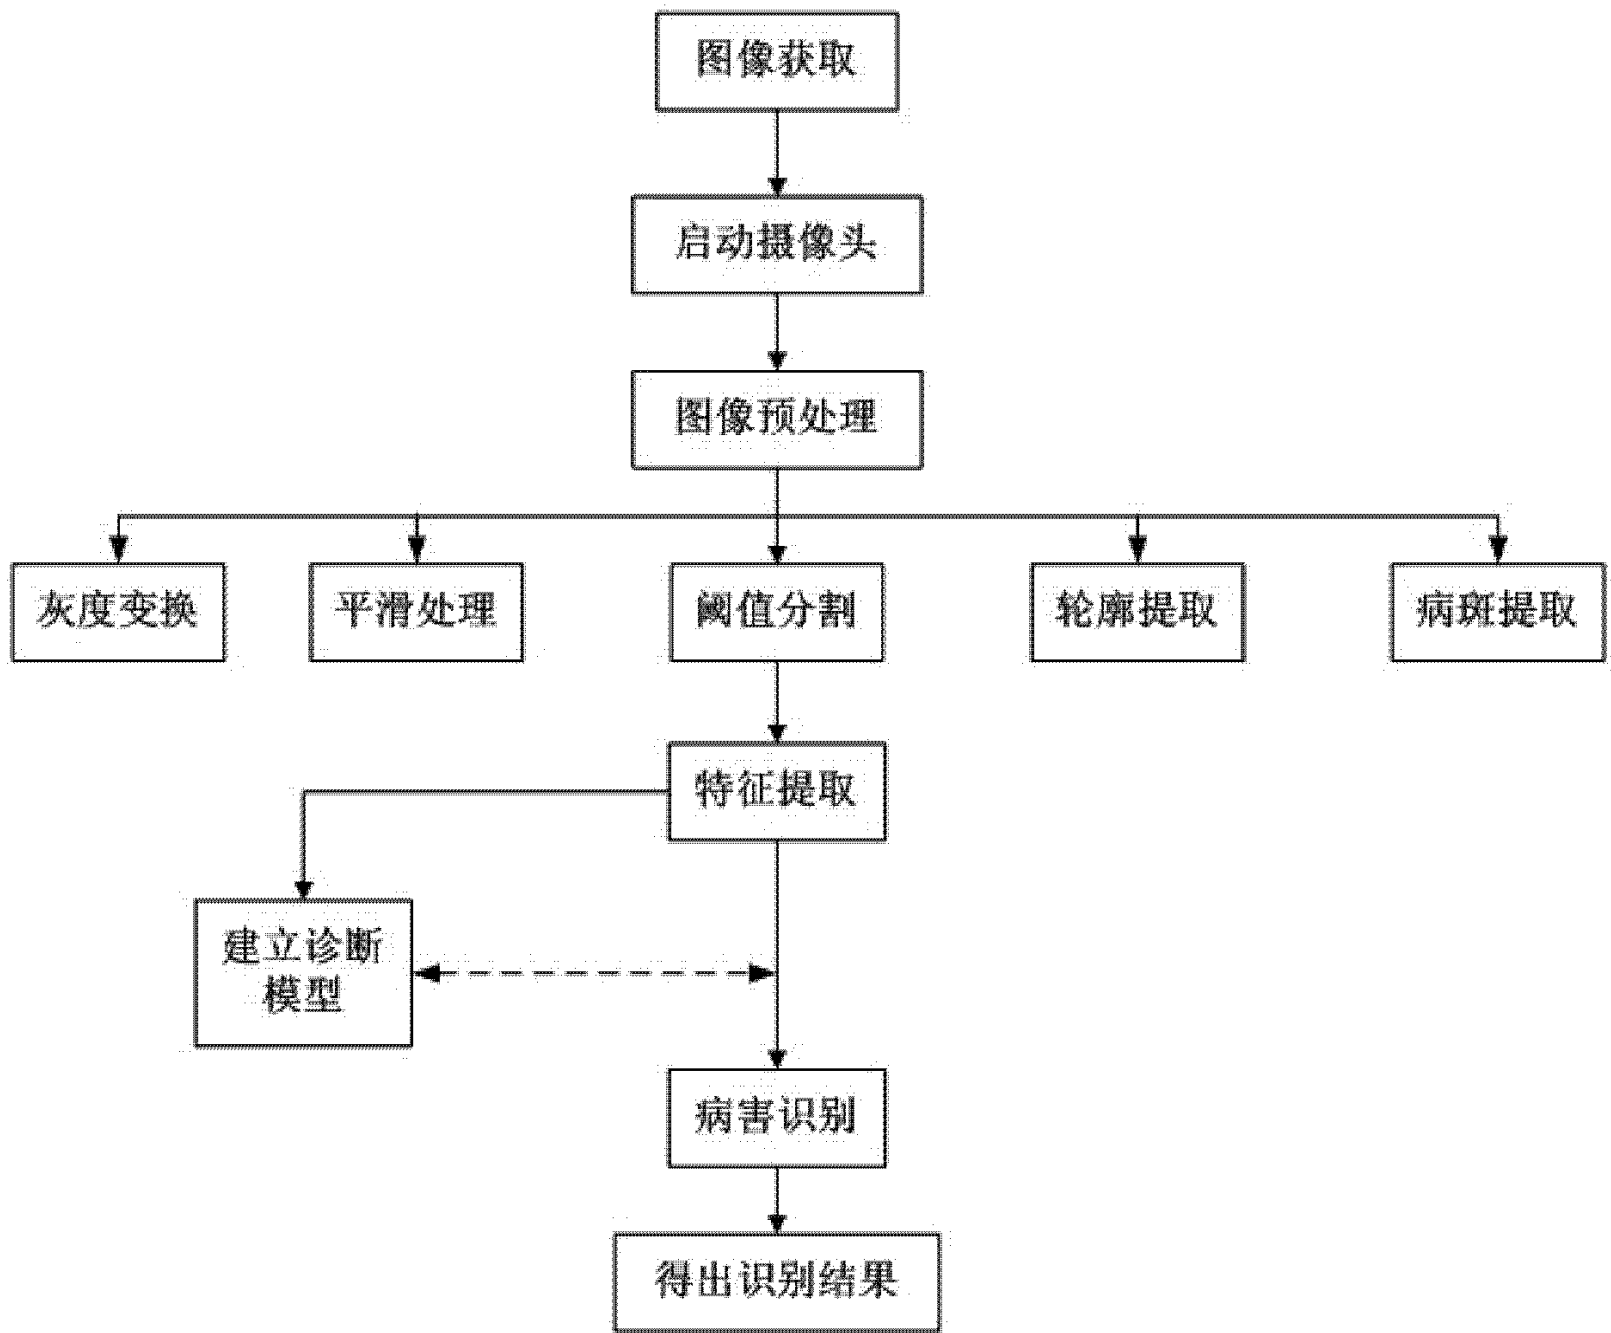 图像获取
启动摄像头
图像预处理
灰度变换
平滑处理
阈值分割
轮廓提取
病斑提取
特征提取
建立诊断
模型
病害识别
得出识别结果